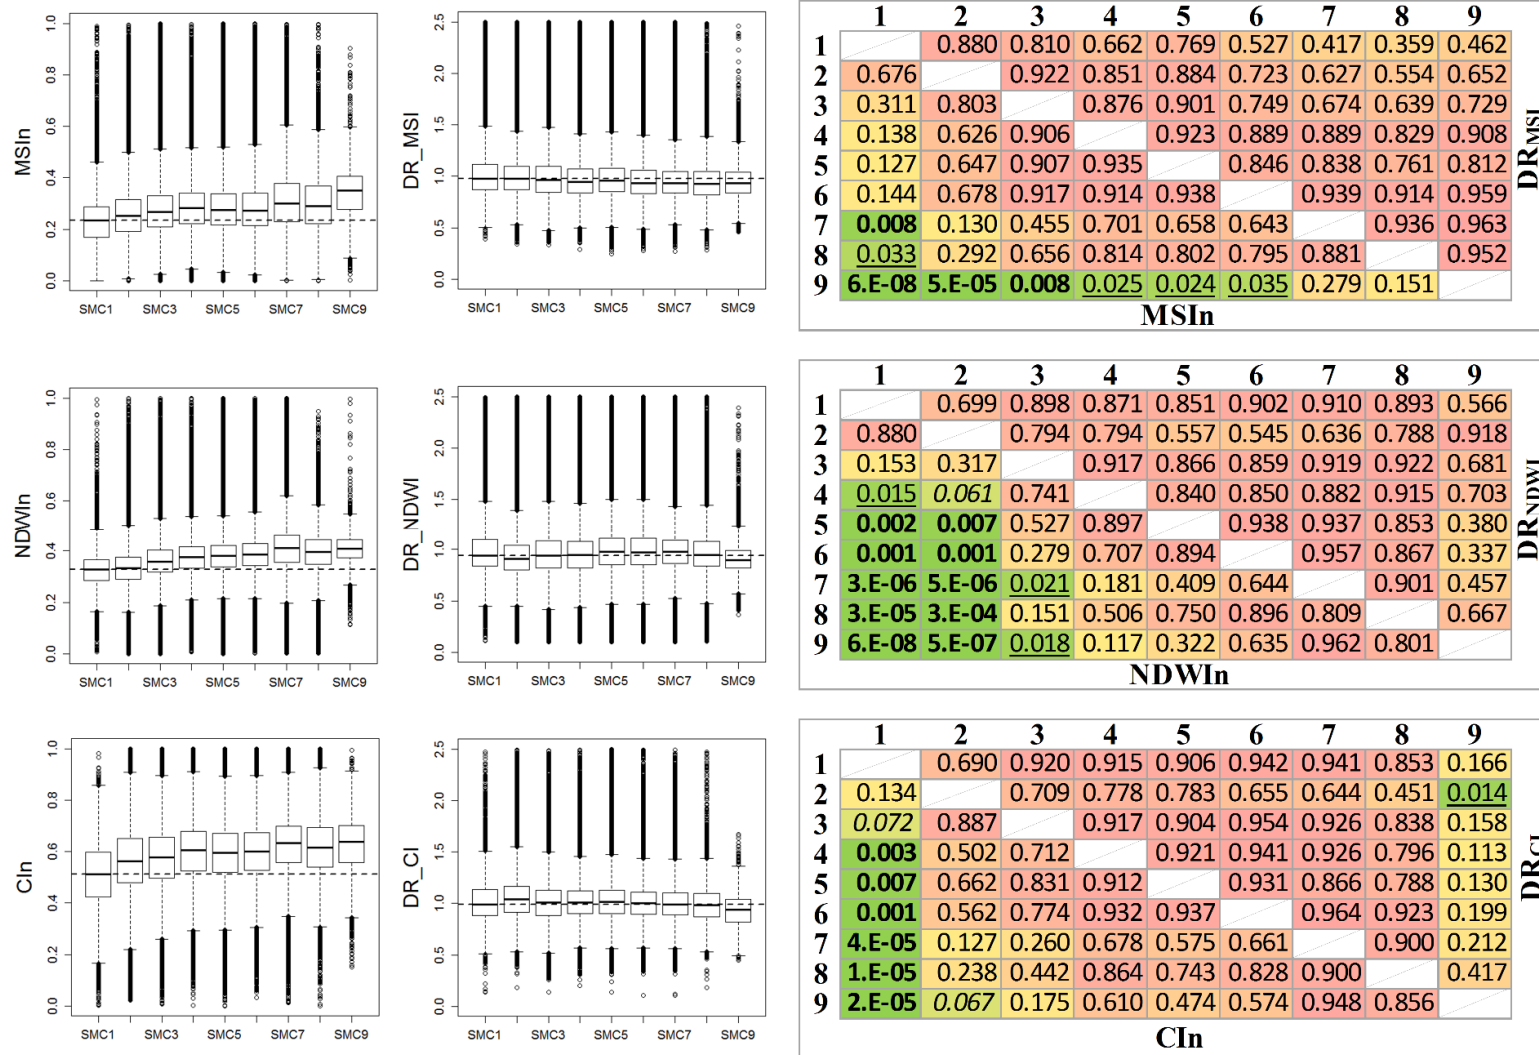 MSIn
0.0 0.2 0.4 0.6 0.8 1.0
SMC1 SMC3 SMC5 SMC7 SMC9
DR_MSI
0.0 0.5 1.0 1.5 2.0 2.5
SMC1 SMC3 SMC5 SMC7 SMC9
1 2 3 4 5 6 7 8 9
1 0.880 0.810 0.662 0.769 0.527 0.417 0.359 0.462
2 0.676 0.922 0.851 0.884 0.723 0.627 0.554 0.652
3 0.311 0.803 0.876 0.901 0.749 0.674 0.639 0.729
4 0.138 0.626 0.906 0.923 0.889 0.889 0.829 0.908
5 0.127 0.647 0.907 0.935 0.846 0.838 0.761 0.812
6 0.144 0.678 0.917 0.914 0.938 0.939 0.914 0.959
7 0.008 0.130 0.455 0.701 0.658 0.643 0.936 0.963
8 0.033 0.292 0.656 0.814 0.802 0.795 0.881 0.952
9 6.E-08 5.E-05 0.008 0.025 0.024 0.035 0.279 0.151
MSIn
DRMSI
NDWIn
0.0 0.2 0.4 0.6 0.8 1.0
SMC1 SMC3 SMC5 SMC7 SMC9
DR_NDWI
0.0 0.5 1.0 1.5 2.0 2.5
SMC1 SMC3 SMC5 SMC7 SMC9
1 2 3 4 5 6 7 8 9
1 0.699 0.898 0.871 0.851 0.902 0.910 0.893 0.566
2 0.880 0.794 0.794 0.557 0.545 0.636 0.788 0.918
3 0.153 0.317 0.917 0.866 0.859 0.919 0.922 0.681
4 0.015 0.061 0.741 0.840 0.850 0.882 0.915 0.703
5 0.002 0.007 0.527 0.897 0.938 0.937 0.853 0.380
6 0.001 0.001 0.279 0.707 0.894 0.957 0.867 0.337
7 3.E-06 5.E-06 0.021 0.181 0.409 0.644 0.901 0.457
8 3.E-05 3.E-04 0.151 0.506 0.750 0.896 0.809 0.667
9 6.E-08 5.E-07 0.018 0.117 0.322 0.635 0.962 0.801
NDWIn
DRNDWI
CIn
0.0 0.2 0.4 0.6 0.8 1.0
SMC1 SMC3 SMC5 SMC7 SMC9
DR_CI
0.0 0.5 1.0 1.5 2.0 2.5
SMC1 SMC3 SMC5 SMC7 SMC9
1 2 3 4 5 6 7 8 9
1 0.690 0.920 0.915 0.906 0.942 0.941 0.853 0.166
2 0.134 0.709 0.778 0.783 0.655 0.644 0.451 0.014
3 0.072 0.887 0.917 0.904 0.954 0.926 0.838 0.158
4 0.003 0.502 0.712 0.921 0.941 0.926 0.796 0.113
5 0.007 0.662 0.831 0.912 0.931 0.866 0.788 0.130
6 0.001 0.562 0.774 0.932 0.937 0.964 0.923 0.199
7 4.E-05 0.127 0.260 0.678 0.575 0.661 0.900 0.212
8 1.E-05 0.238 0.442 0.864 0.743 0.828 0.900 0.417
9 2.E-05 0.067 0.175 0.610 0.474 0.574 0.948 0.856
CIn
DRCI